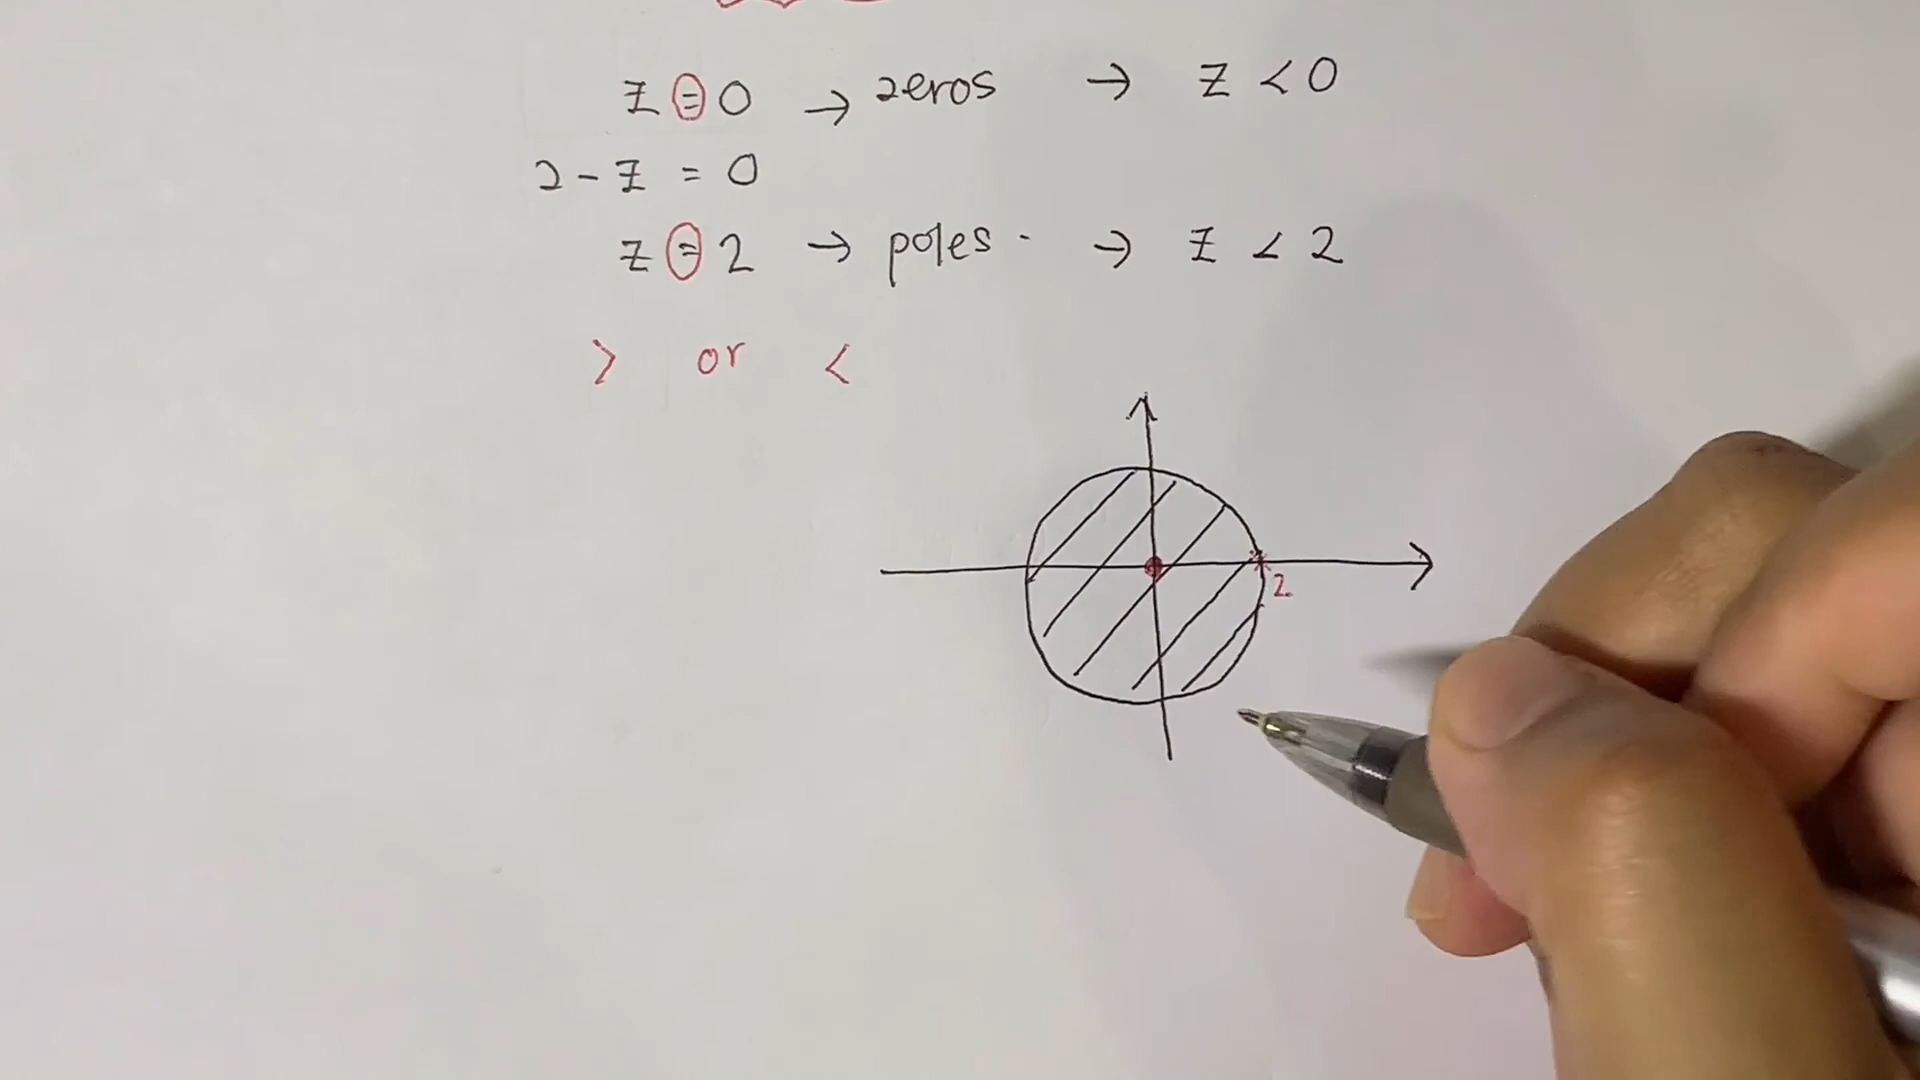 z = 0 → zeros → z < 0
2 - z = 0
z = 2 → poles → z < 2
> or <
2